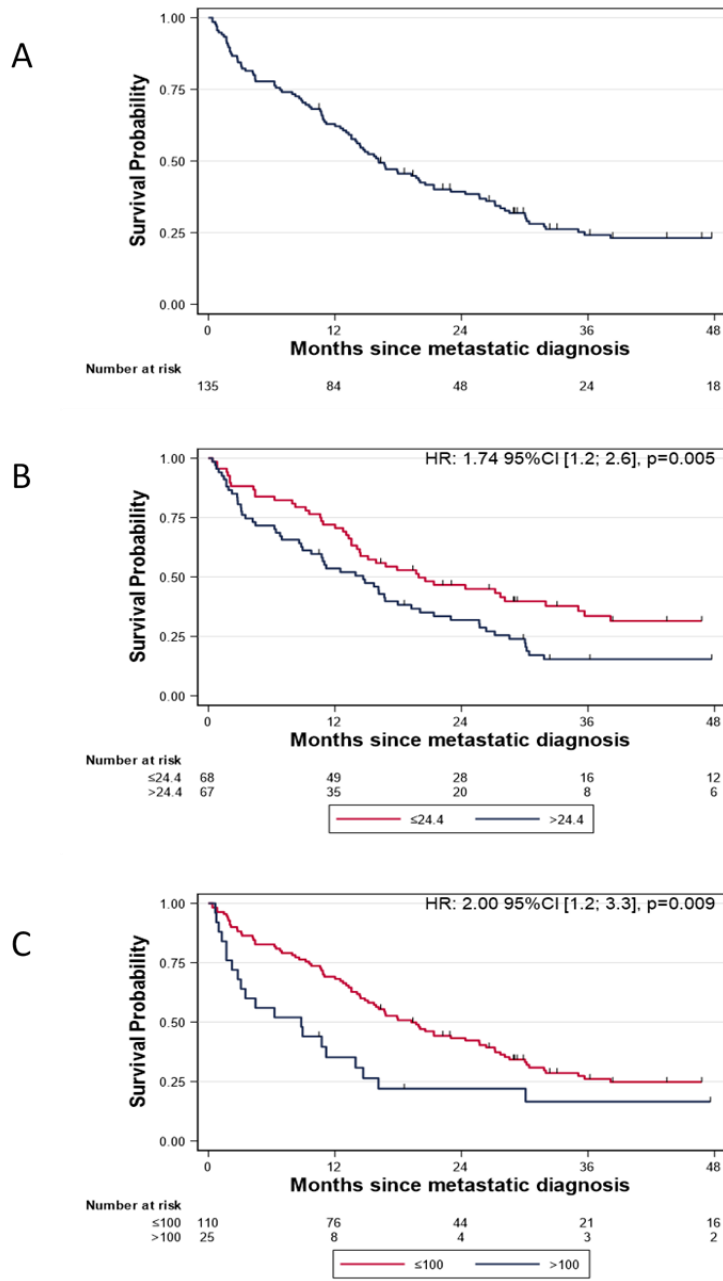 A
1.00
0.75
0.50
0.25
0.00
Survival Probability
0 12 24 36 48
Months since metastatic diagnosis
Number at risk
135 84 48 24 18
B
HR: 1.74 95%CI [1.2; 2.6], p=0.005
1.00
0.75
0.50
0.25
0.00
Survival Probability
0 12 24 36 48
Months since metastatic diagnosis
Number at risk
≤24.4 68 49 28 16 12
>24.4 67 35 20 8 6
≤24.4 >24.4
C
HR: 2.00 95%CI [1.2; 3.3], p=0.009
1.00
0.75
0.50
0.25
0.00
Survival Probability
0 12 24 36 48
Months since metastatic diagnosis
Number at risk
≤100 110 76 44 21 16
>100 25 8 4 3 2
≤100 >100